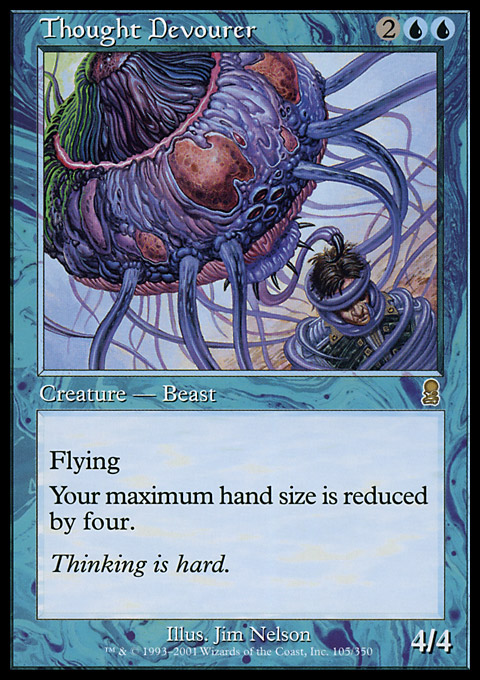 Thought Devourer 2
Creature — Beast
Flying
Your maximum hand size is reduced
by four.
Thinking is hard.
Illus. Jim Nelson
™ & © 1993–2001 Wizards of the Coast, Inc. 105/350
4/4